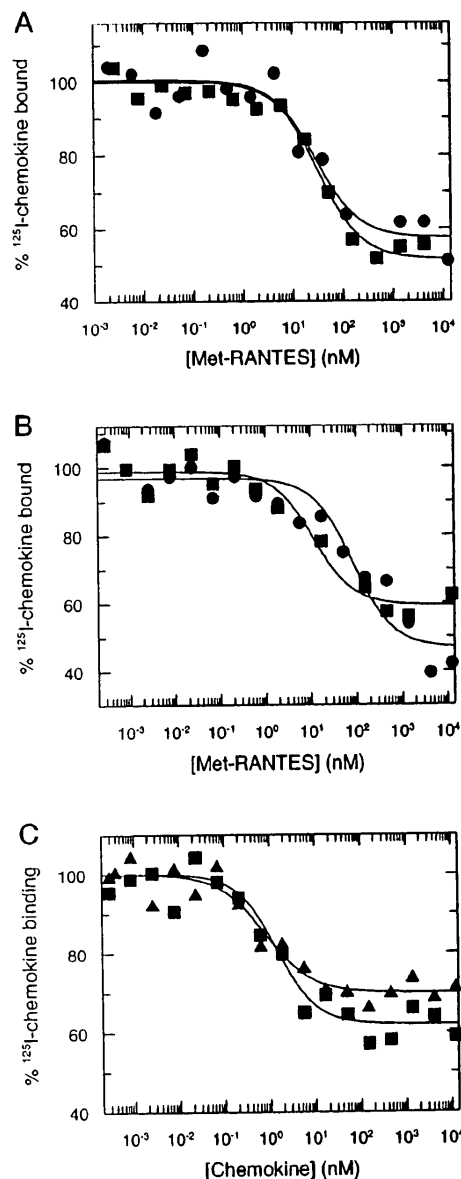 A
% ¹²⁵I-chemokine bound
100
80
60
40
10⁻³ 10⁻² 10⁻¹ 10⁰ 10¹ 10² 10³ 10⁴
[Met-RANTES] (nM)
B
% ¹²⁵I-chemokine bound
100
80
60
40
10⁻³ 10⁻² 10⁻¹ 10⁰ 10¹ 10² 10³ 10⁴
[Met-RANTES] (nM)
C
% ¹²⁵I-chemokine binding
100
80
60
40
10⁻³ 10⁻² 10⁻¹ 10⁰ 10¹ 10² 10³ 10⁴
[Chemokine] (nM)